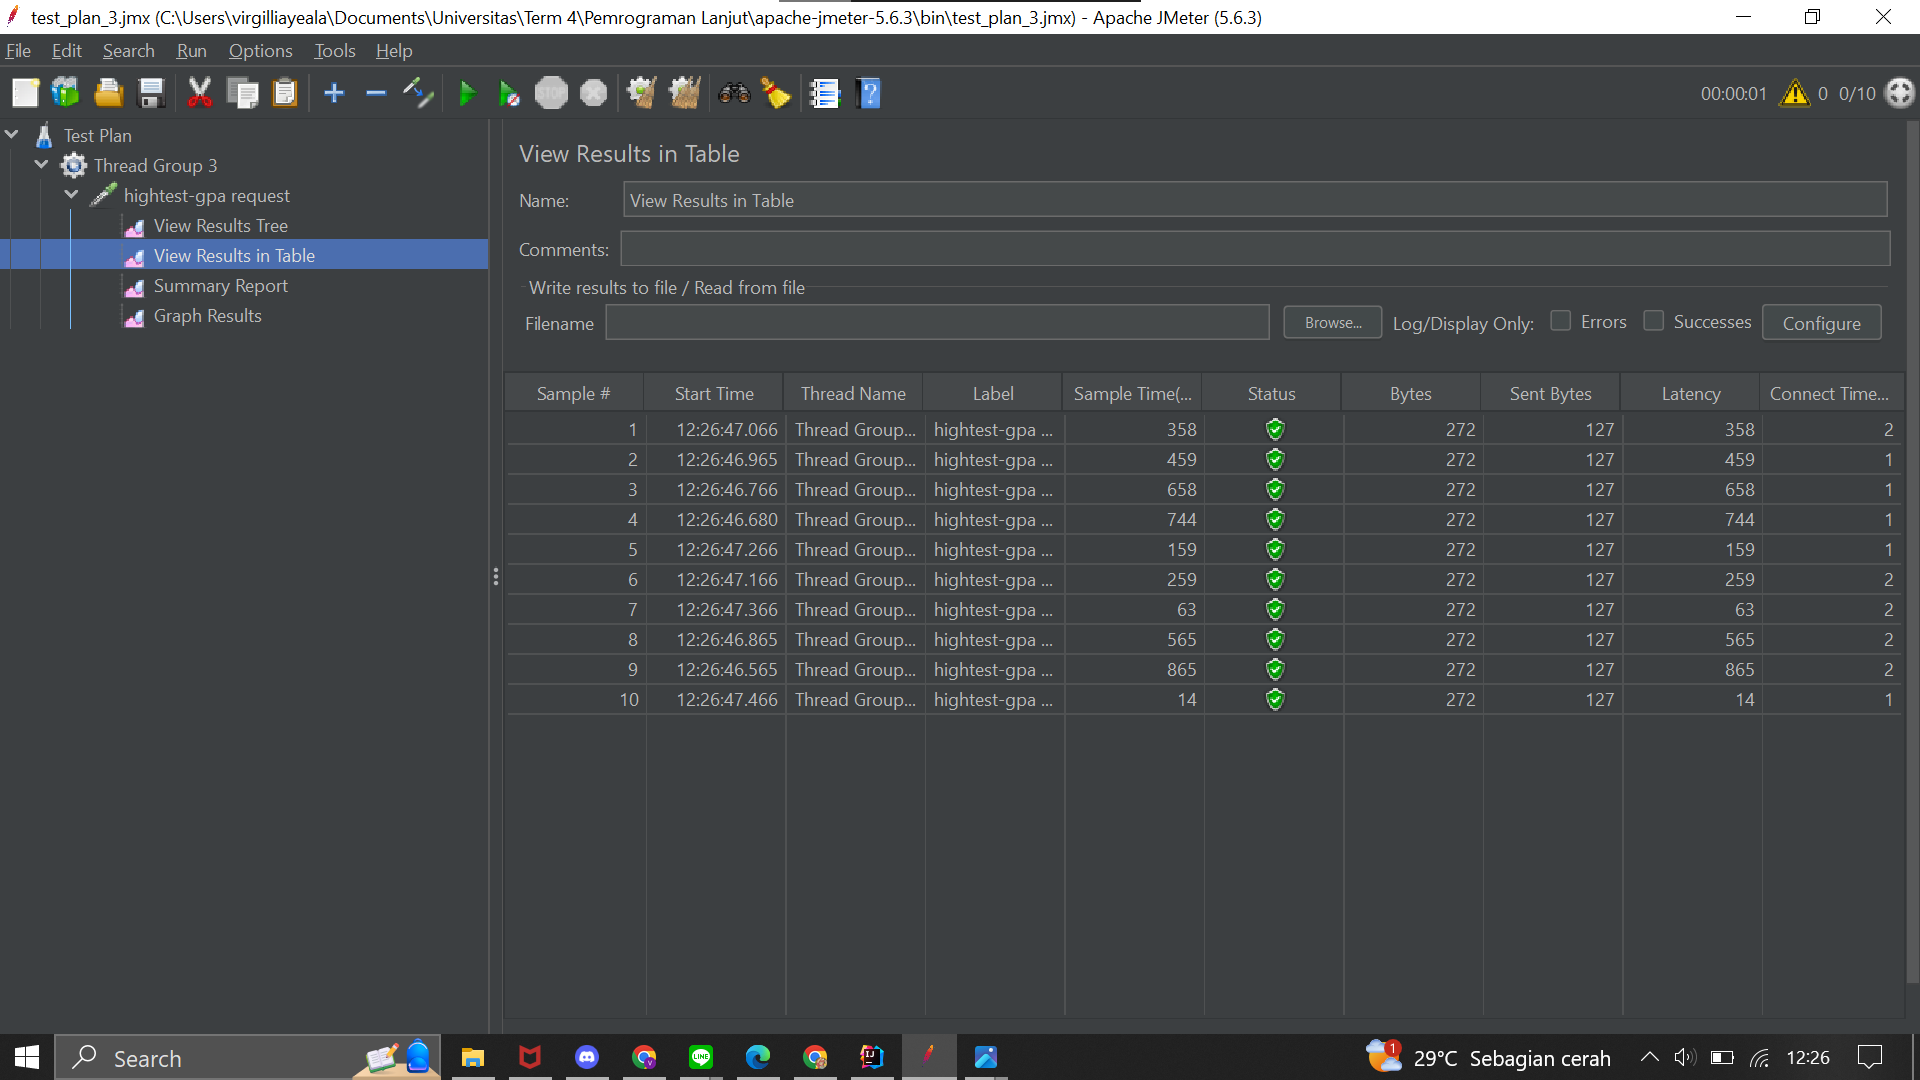 test_plan_3.jmx (C:\Users\virgilliayeala\Documents\Universitas\Term 4\Pemrograman Lanjut\apache-jmeter-5.6.3\bin\test_plan_3.jmx) - Apache JMeter (5.6.3)
File Edit Search Run Options Tools Help
STOP 00:00:01 0 0/10
Test Plan
Thread Group 3
hightest-gpa request
View Results Tree
View Results in Table
Summary Report
Graph Results
View Results in Table
Name: View Results in Table
Comments:
Write results to file / Read from file
Filename Browse... Log/Display Only: Errors Successes Configure
Sample # Start Time Thread Name Label Sample Time(... Status Bytes Sent Bytes Latency Connect Time...
1 12:26:47.066 Thread Group... hightest-gpa ... 358 272 127 358 2
2 12:26:46.965 Thread Group... hightest-gpa ... 459 272 127 459 1
3 12:26:46.766 Thread Group... hightest-gpa ... 658 272 127 658 1
4 12:26:46.680 Thread Group... hightest-gpa ... 744 272 127 744 1
5 12:26:47.266 Thread Group... hightest-gpa ... 159 272 127 159 1
6 12:26:47.166 Thread Group... hightest-gpa ... 259 272 127 259 2
7 12:26:47.366 Thread Group... hightest-gpa ... 63 272 127 63 2
8 12:26:46.865 Thread Group... hightest-gpa ... 565 272 127 565 2
9 12:26:46.565 Thread Group... hightest-gpa ... 865 272 127 865 2
10 12:26:47.466 Thread Group... hightest-gpa ... 14 272 127 14 1
Search LINE 1 29°C Sebagian cerah 12:26